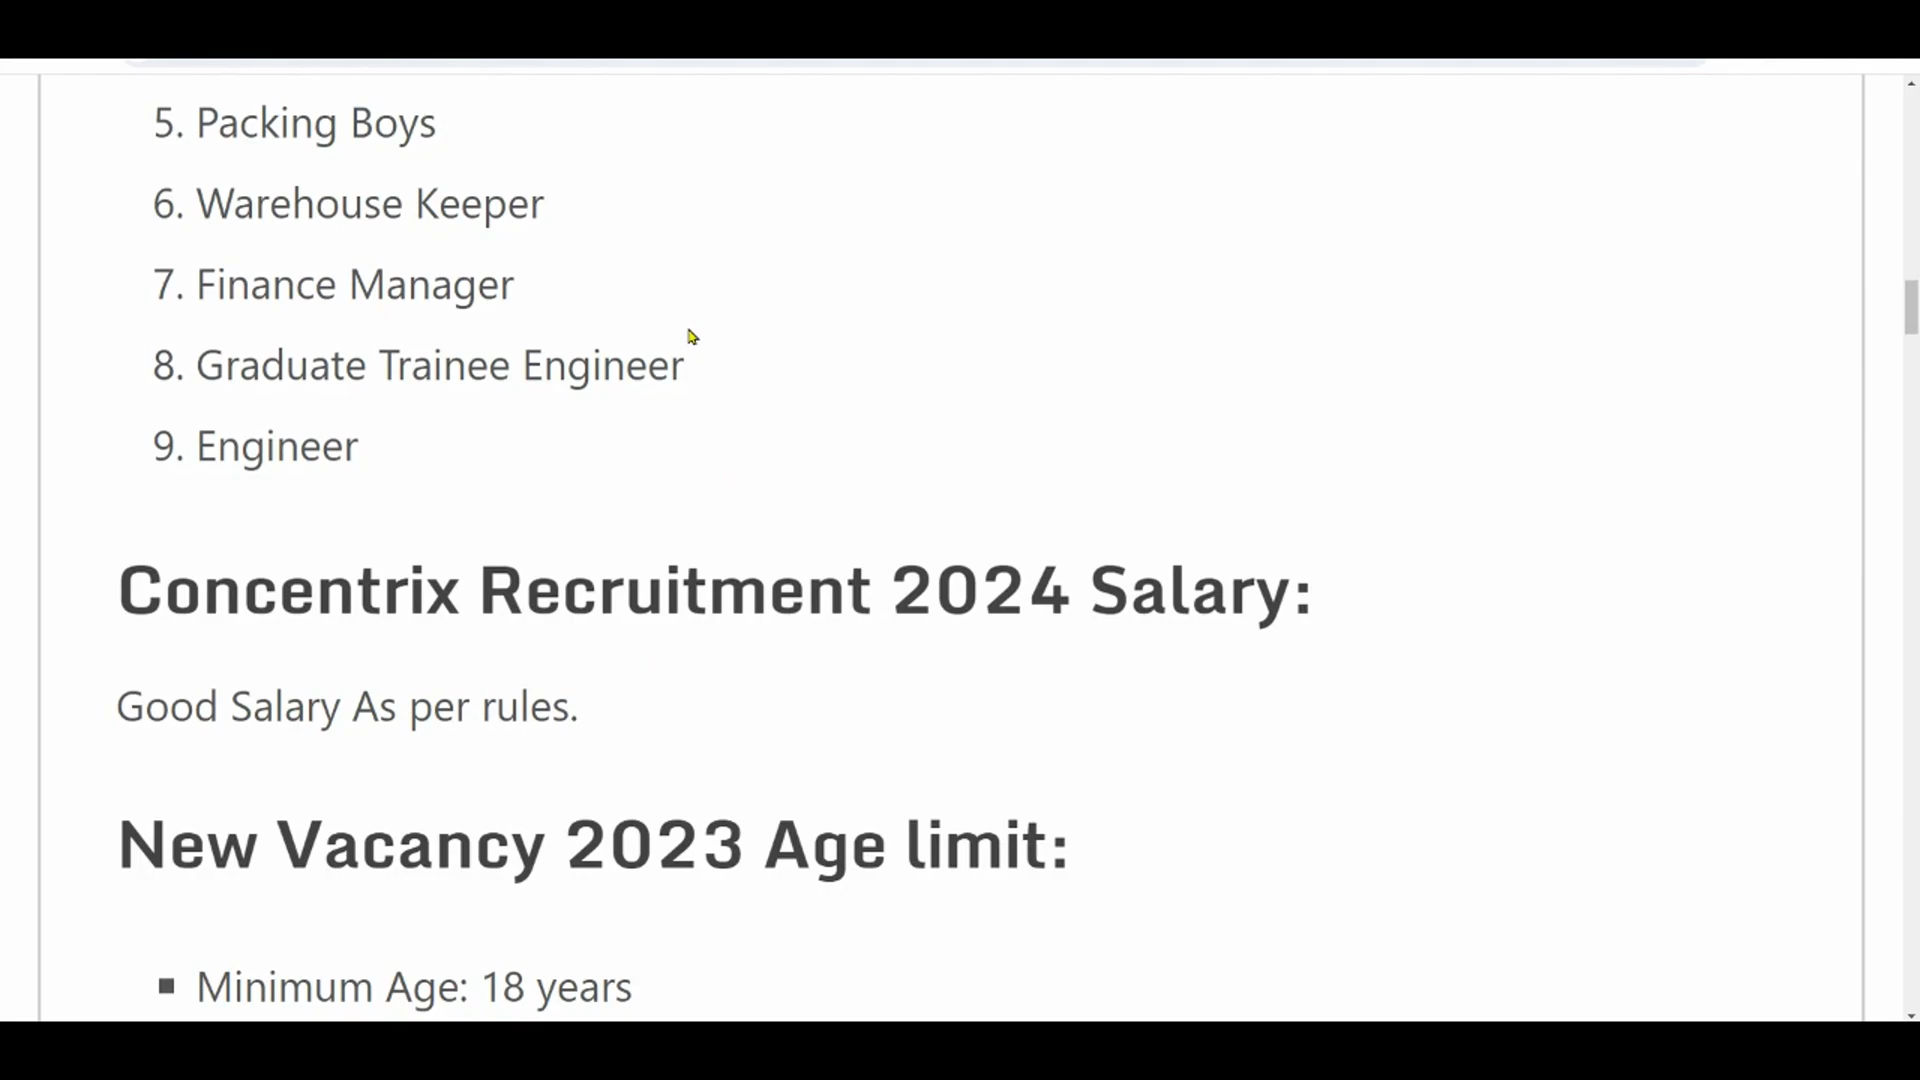 5. Packing Boys
6. Warehouse Keeper
7. Finance Manager
8. Graduate Trainee Engineer
9. Engineer
Concentrix Recruitment 2024 Salary:
Good Salary As per rules.
New Vacancy 2023 Age limit:
▪ Minimum Age: 18 years